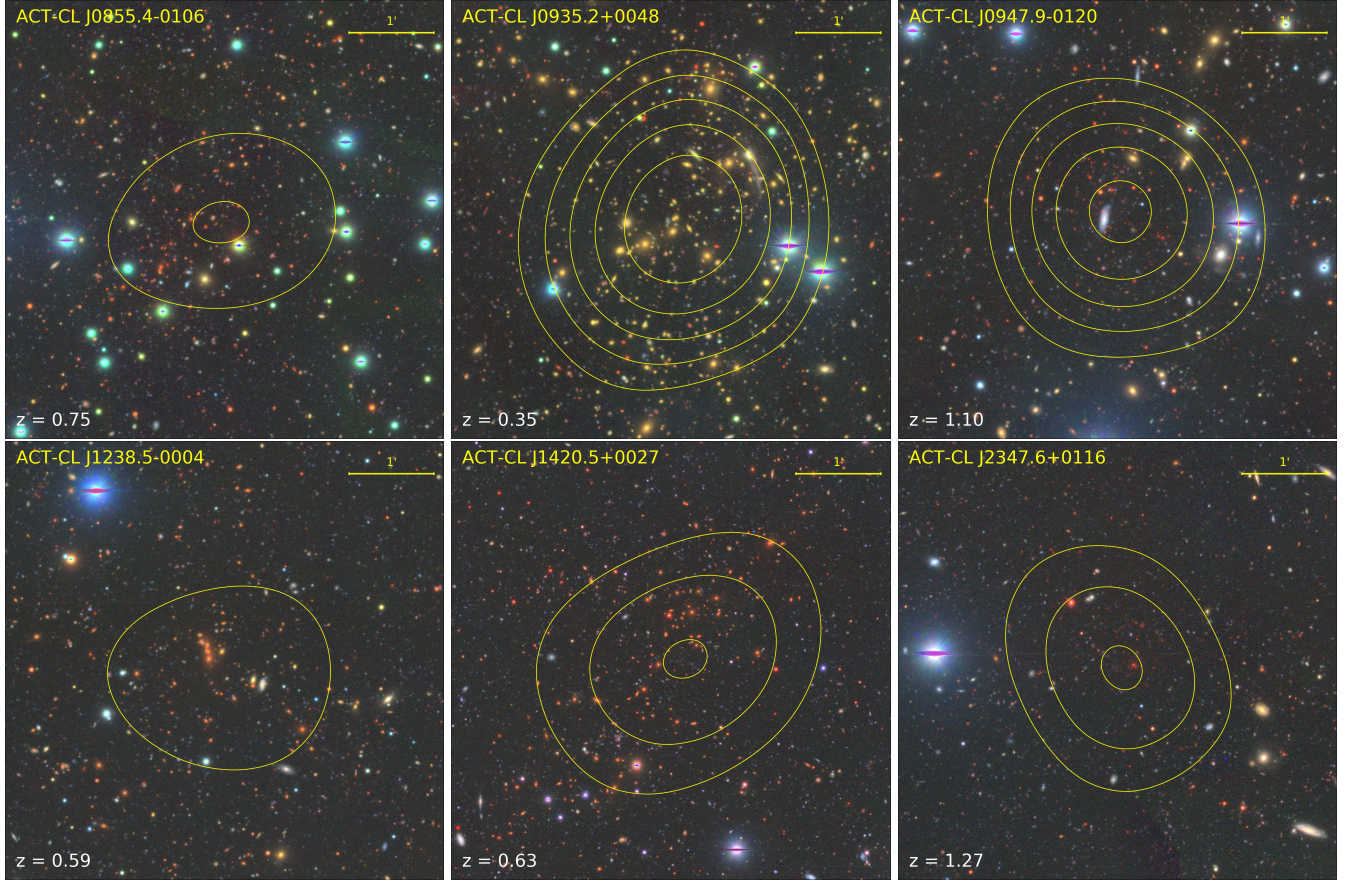 ACT-CL J0855.4-0106
1'
z = 0.75
ACT-CL J0935.2+0048
1'
z = 0.35
ACT-CL J0947.9-0120
1'
z = 1.10
ACT-CL J1238.5-0004
1'
z = 0.59
ACT-CL J1420.5+0027
1'
z = 0.63
ACT-CL J2347.6+0116
1'
z = 1.27